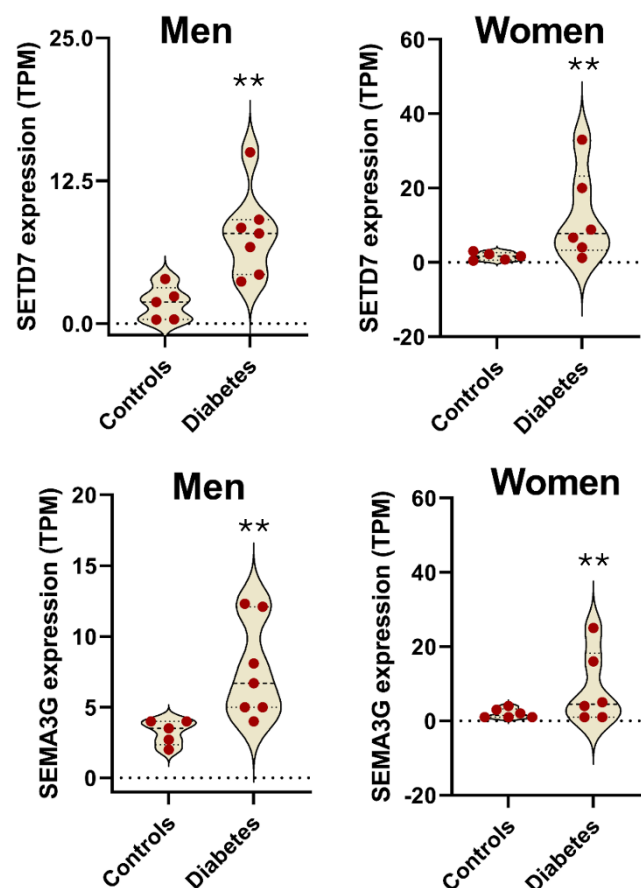 Men
SETD7 expression (TPM)
25.0
12.5
0.0
**
Controls
Diabetes
Women
SETD7 expression (TPM)
60
40
20
0
-20
**
Controls
Diabetes
Men
SEMA3G expression (TPM)
20
15
10
5
0
**
Controls
Diabetes
Women
SEMA3G expression (TPM)
60
40
20
0
-20
**
Controls
Diabetes